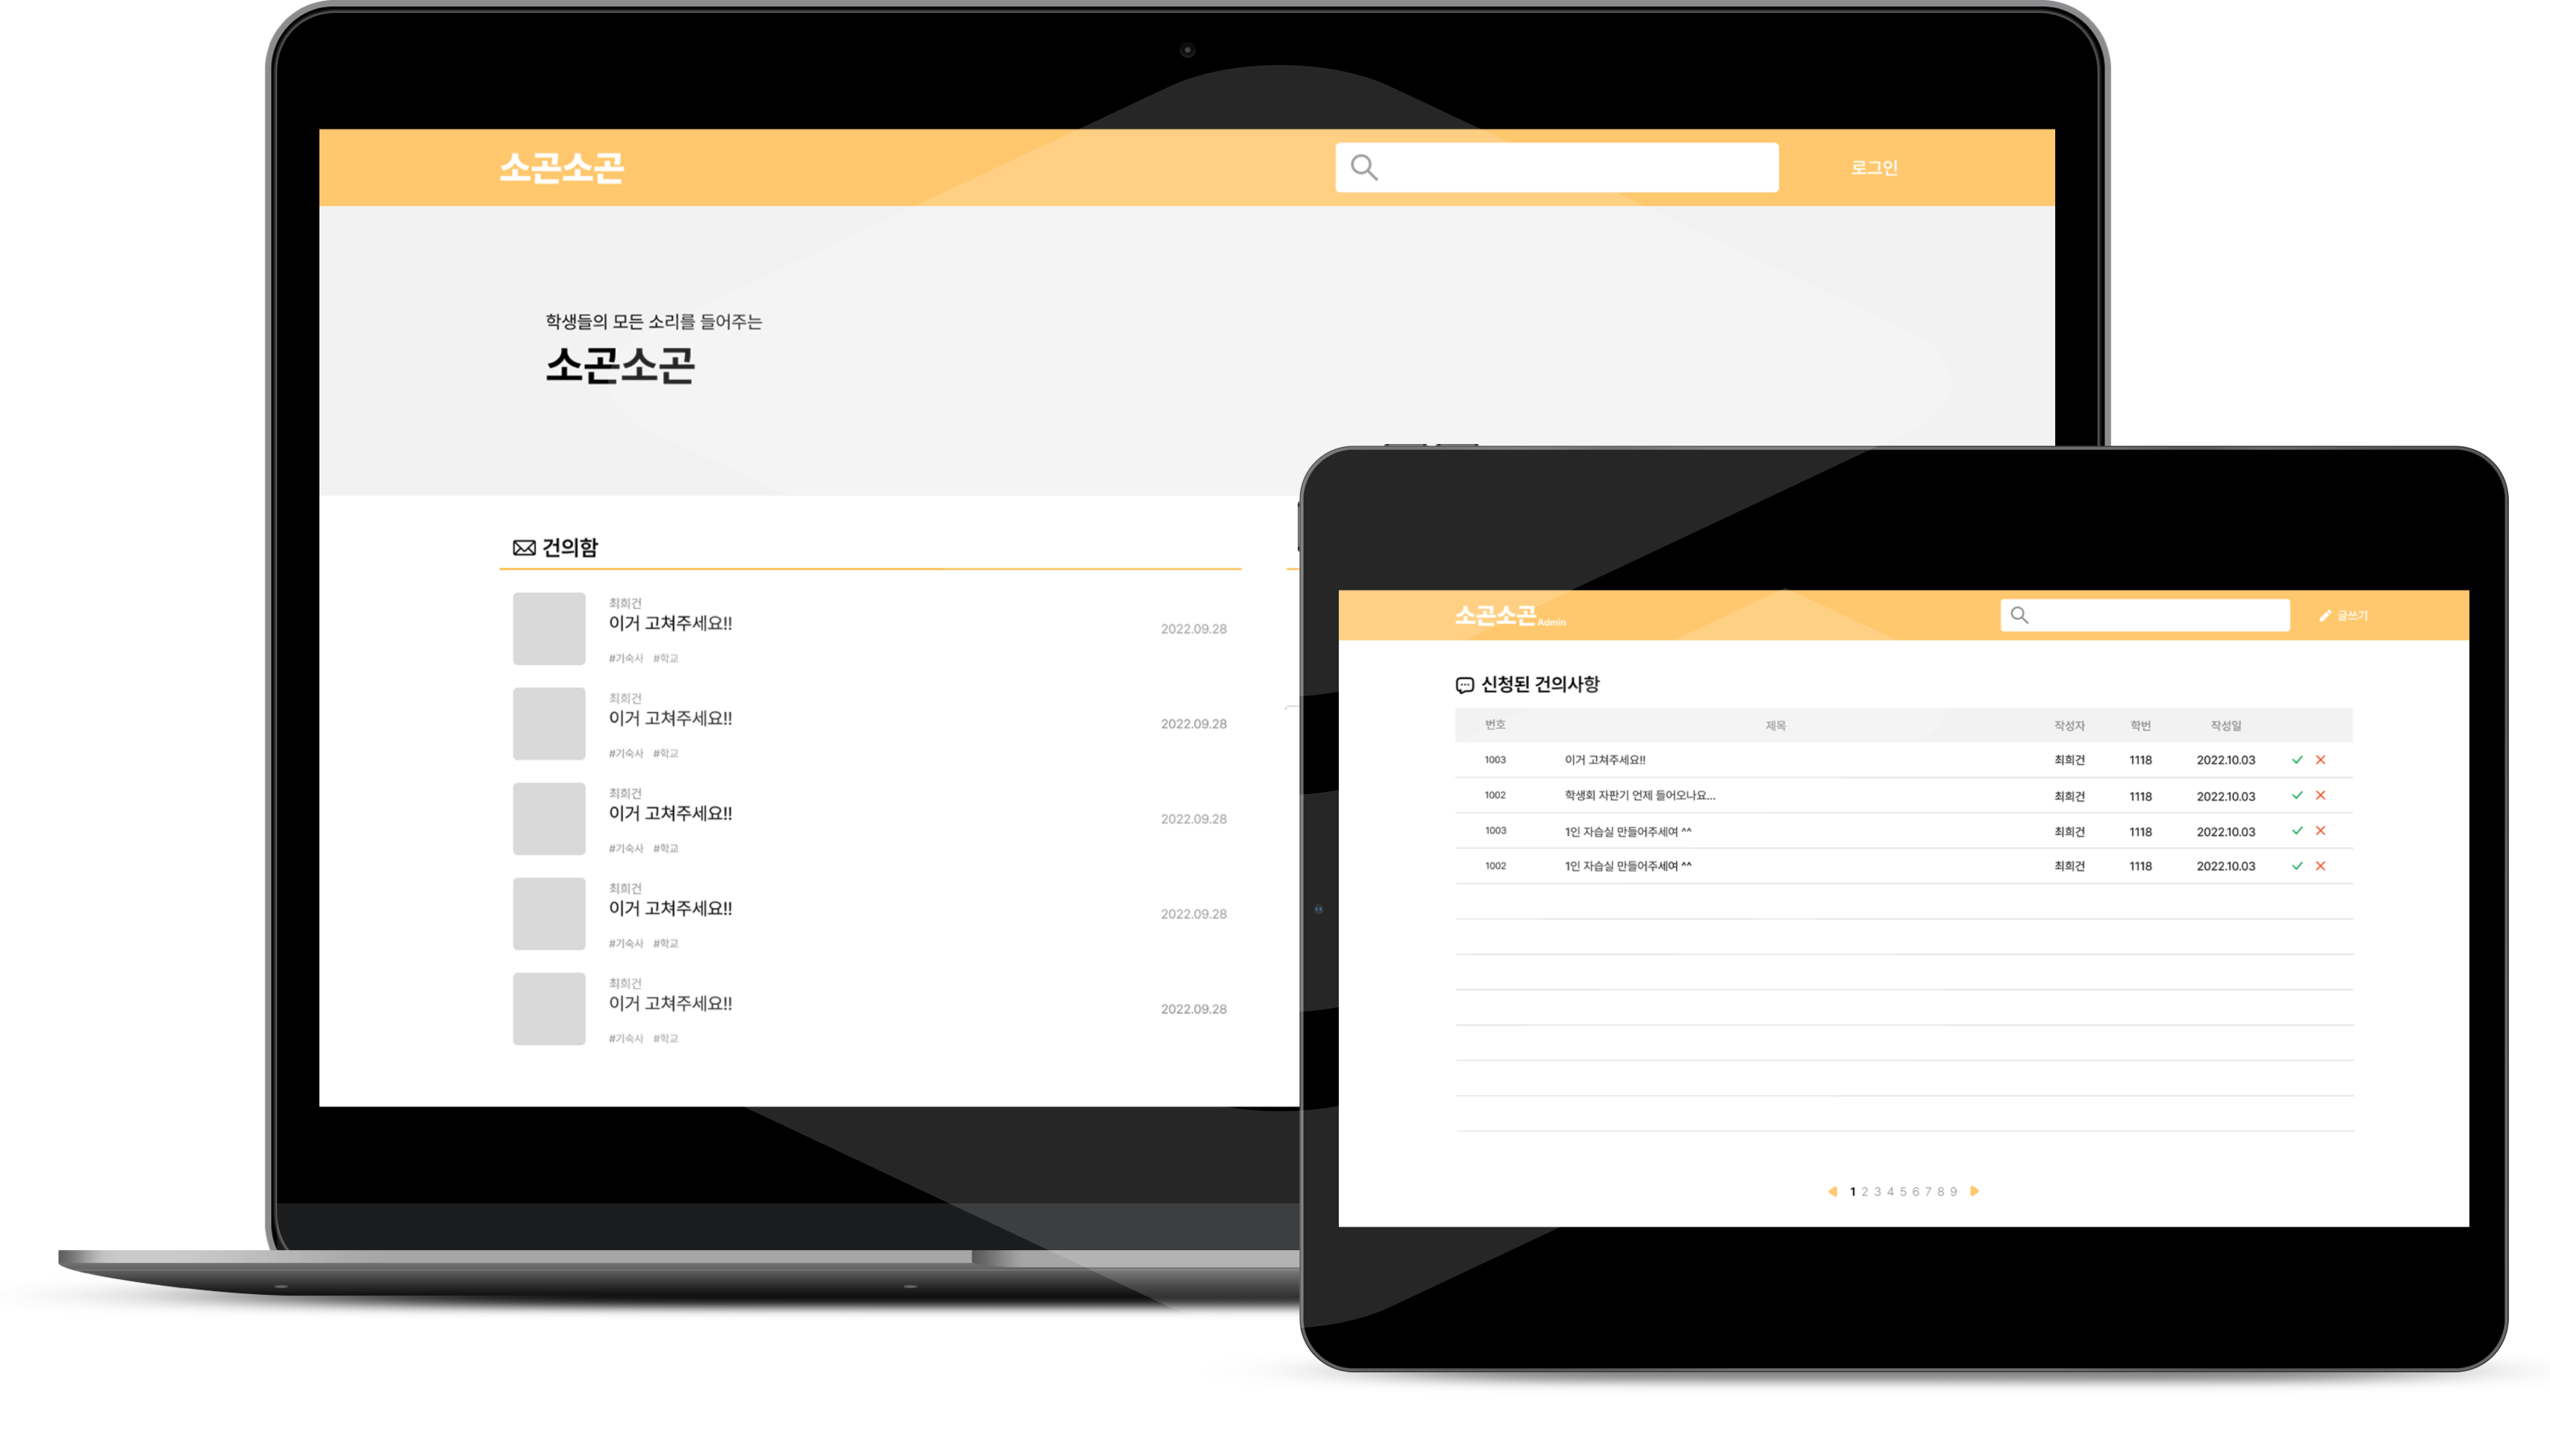 소곤소곤
로그인
학생들의 모든 소리를 들어주는
소곤소곤
건의함
최희건
이거 고쳐주세요!!
2022.09.28
#기숙사 #학교
최희건
이거 고쳐주세요!!
2022.09.28
#기숙사 #학교
최희건
이거 고쳐주세요!!
2022.09.28
#기숙사 #학교
최희건
이거 고쳐주세요!!
2022.09.28
#기숙사 #학교
최희건
이거 고쳐주세요!!
2022.09.28
#기숙사 #학교
소곤소곤 Admin
글쓰기
신청된 건의사항
번호 제목 작성자 학번 작성일
1003 이거 고쳐주세요!! 최희건 1118 2022.10.03
1002 학생회 자판기 언제 들어오나요... 최희건 1118 2022.10.03
1003 1인 자습실 만들어주세여 ^^ 최희건 1118 2022.10.03
1002 1인 자습실 만들어주세여 ^^ 최희건 1118 2022.10.03
1 2 3 4 5 6 7 8 9